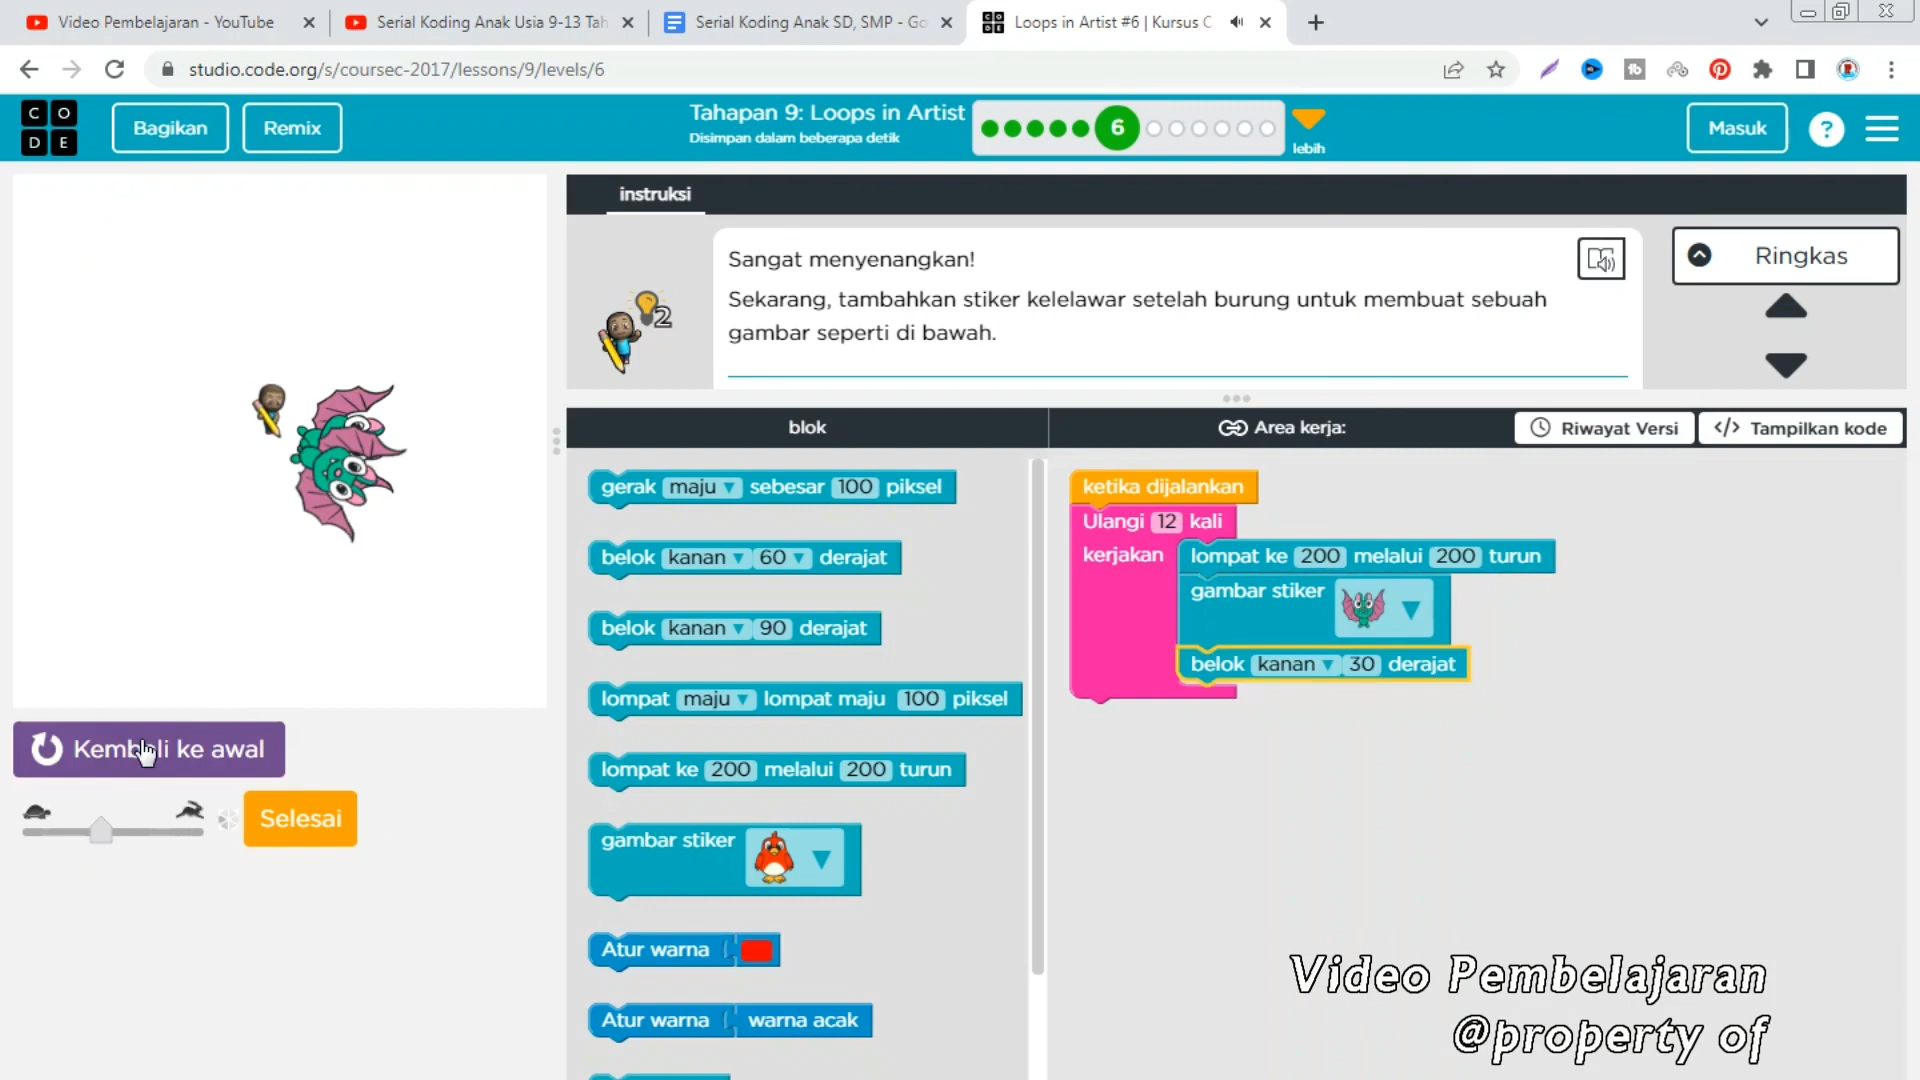 Video Pembelajaran - YouTube
Serial Koding Anak Usia 9-13 Tah
Serial Koding Anak SD, SMP - Go
Loops in Artist #6 | Kursus C
studio.code.org/s/coursec-2017/lessons/9/levels/6
C O D E
Bagikan
Remix
Tahapan 9: Loops in Artist
Disimpan dalam beberapa detik
6
lebih
Masuk
?
instruksi
Sangat menyenangkan!
Sekarang, tambahkan stiker kelelawar setelah burung untuk membuat sebuah
gambar seperti di bawah.
2
Ringkas
blok
Area kerja:
Riwayat Versi
</> Tampilkan kode
gerak maju sebesar 100 piksel
belok kanan 60 derajat
belok kanan 90 derajat
lompat maju lompat maju 100 piksel
lompat ke 200 melalui 200 turun
gambar stiker
Atur warna
Atur warna warna acak
ketika dijalankan
Ulangi 12 kali
kerjakan
lompat ke 200 melalui 200 turun
gambar stiker
belok kanan 30 derajat
Kembali ke awal
Selesai
Video Pembelajaran
@property of